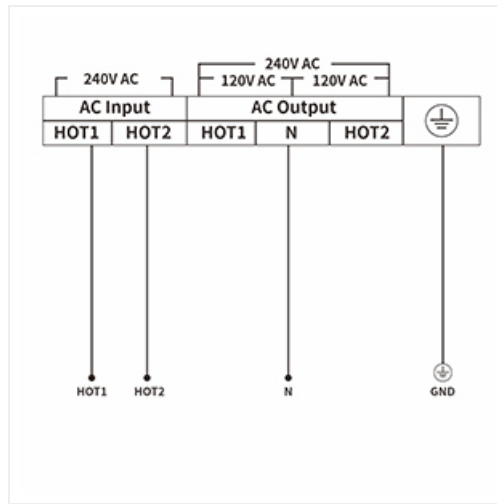 240V AC
240V AC
120V AC 120V AC
AC Input AC Output
HOT1 HOT2 HOT1 N HOT2
HOT1 HOT2 N GND